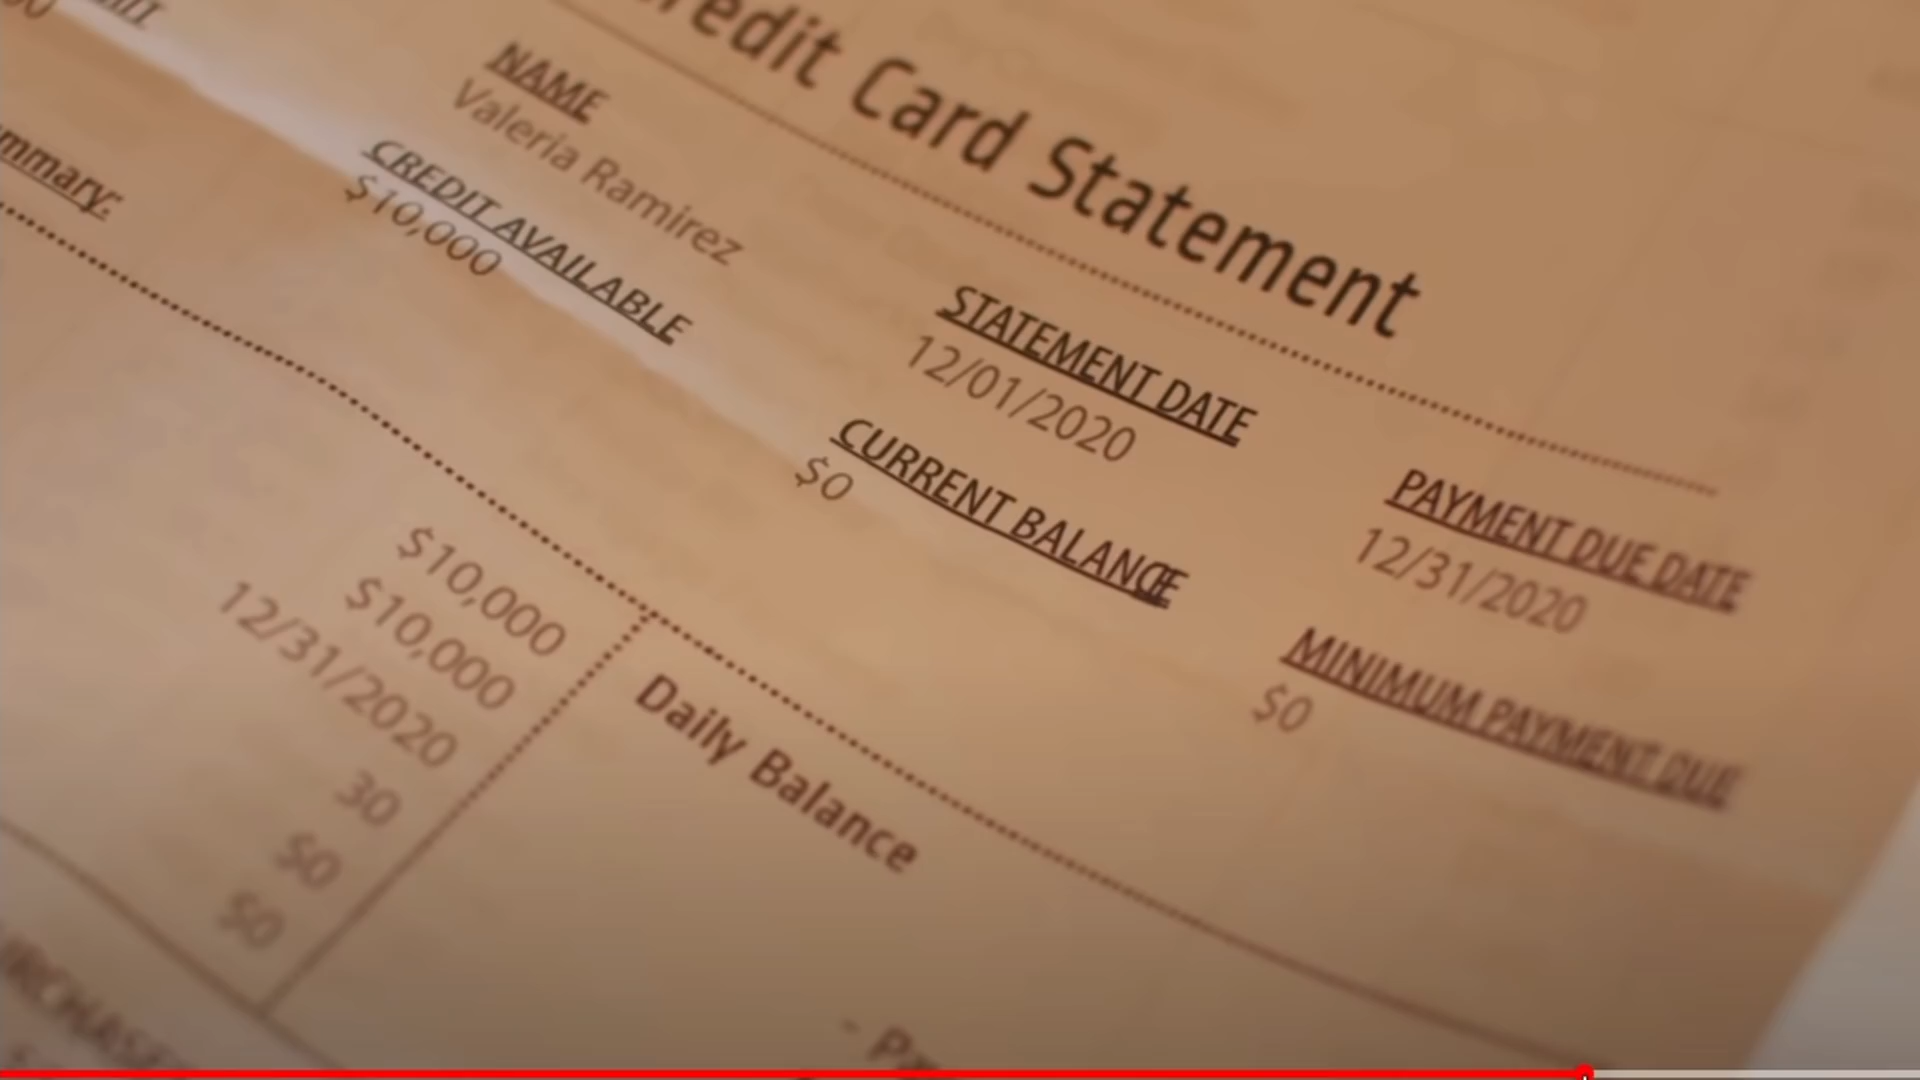 Credit Card Statement
NAME
Valeria Ramirez
STATEMENT DATE
12/01/2020
PAYMENT DUE DATE
12/31/2020
CREDIT AVAILABLE
$10,000
CURRENT BALANCE
$0
MINIMUM PAYMENT DUE
$0
$10,000
$10,000
12/31/2020
30
$0
$0
Daily Balance